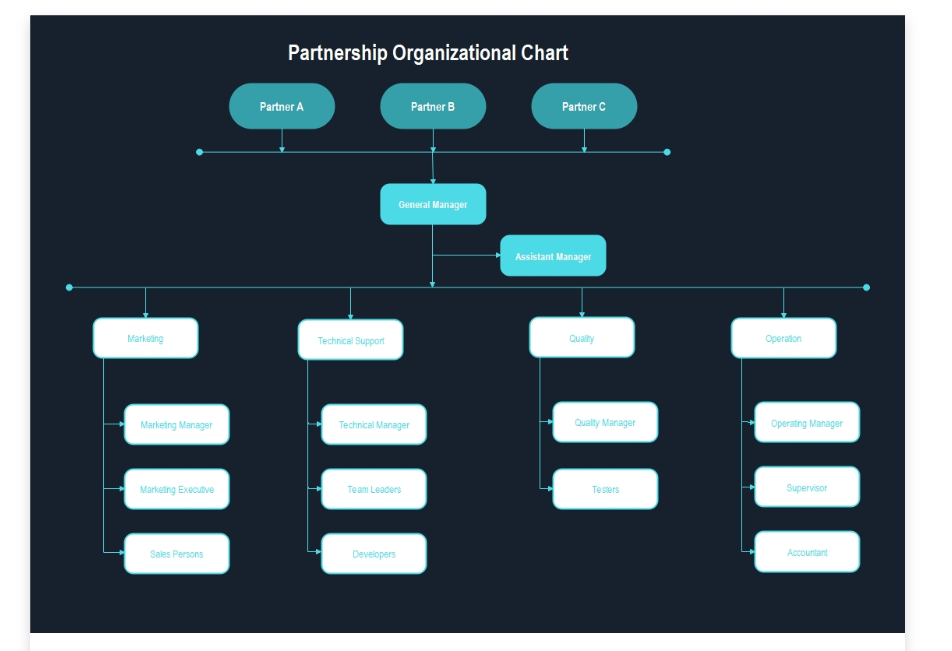 Partnership Organizational Chart
Partner A
Partner B
Partner C
General Manager
Assistant Manager
Marketing
Technical Support
Quality
Operation
Marketing Manager
Technical Manager
Quality Manager
Operating Manager
Marketing Executive
Team Leaders
Testers
Supervisor
Sales Persons
Developers
Accountant